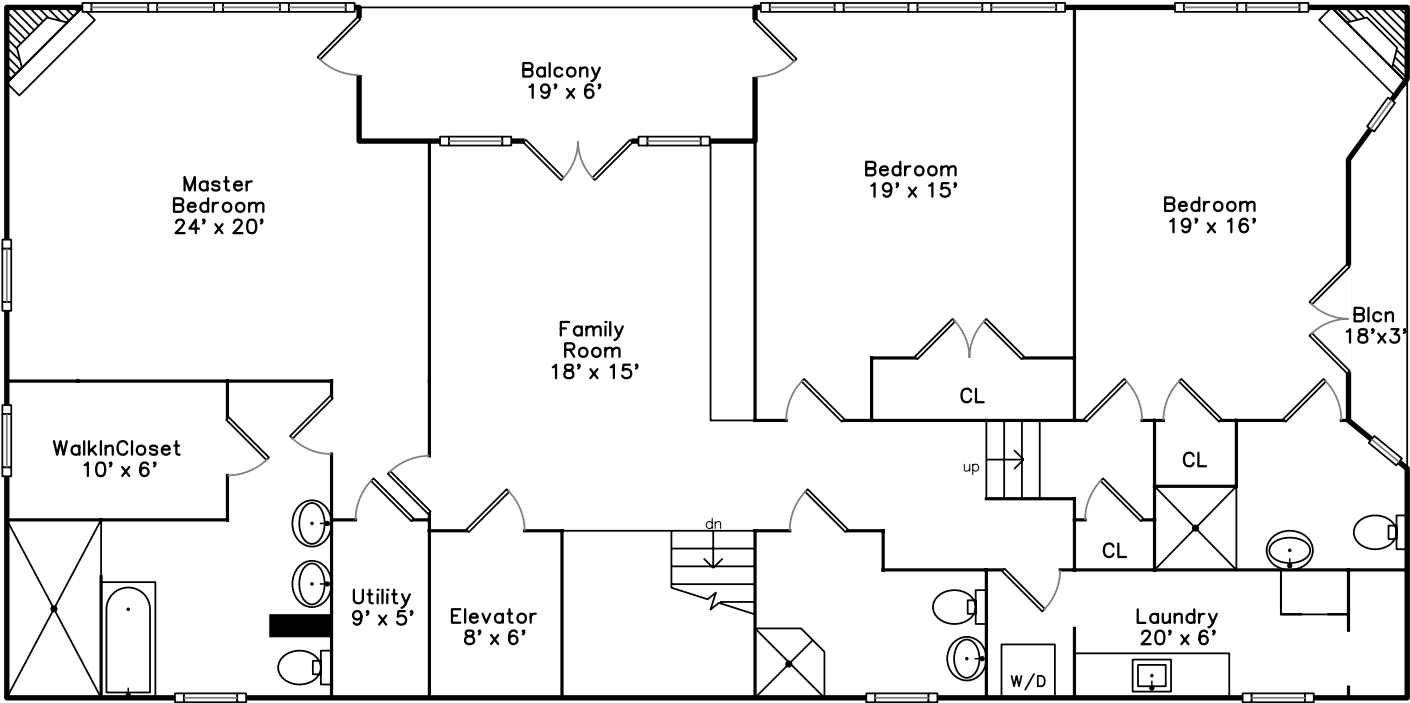 Balcony
19' x 6'
Master
Bedroom
24' x 20'
Bedroom
19' x 15'
Bedroom
19' x 16'
Family
Room
18' x 15'
Blcn
18'x3'
CL
WalkInCloset
10' x 6'
up
CL
dn
CL
Utility
9' x 5'
Elevator
8' x 6'
Laundry
20' x 6'
W/D